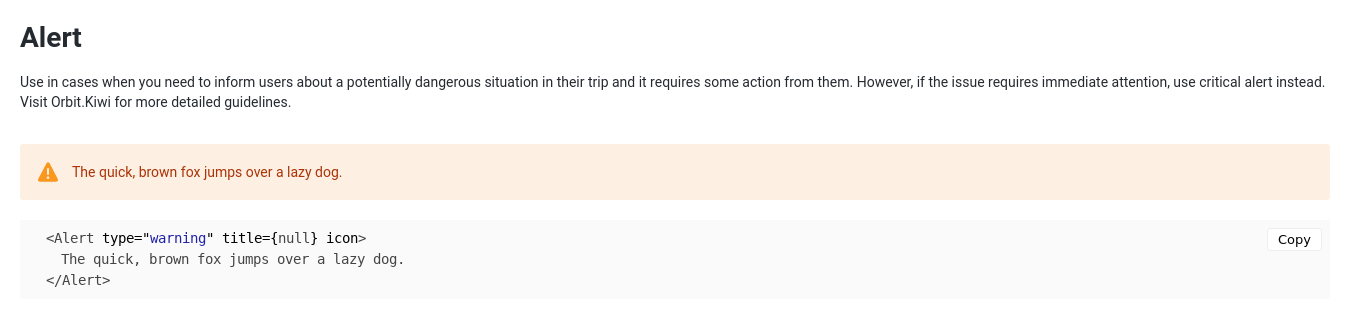 Alert
Use in cases when you need to inform users about a potentially dangerous situation in their trip and it requires some action from them. However, if the issue requires immediate attention, use critical alert instead.
Visit Orbit.Kiwi for more detailed guidelines.
The quick, brown fox jumps over a lazy dog.
<Alert type="warning" title={null} icon>
The quick, brown fox jumps over a lazy dog.
</Alert>
Copy